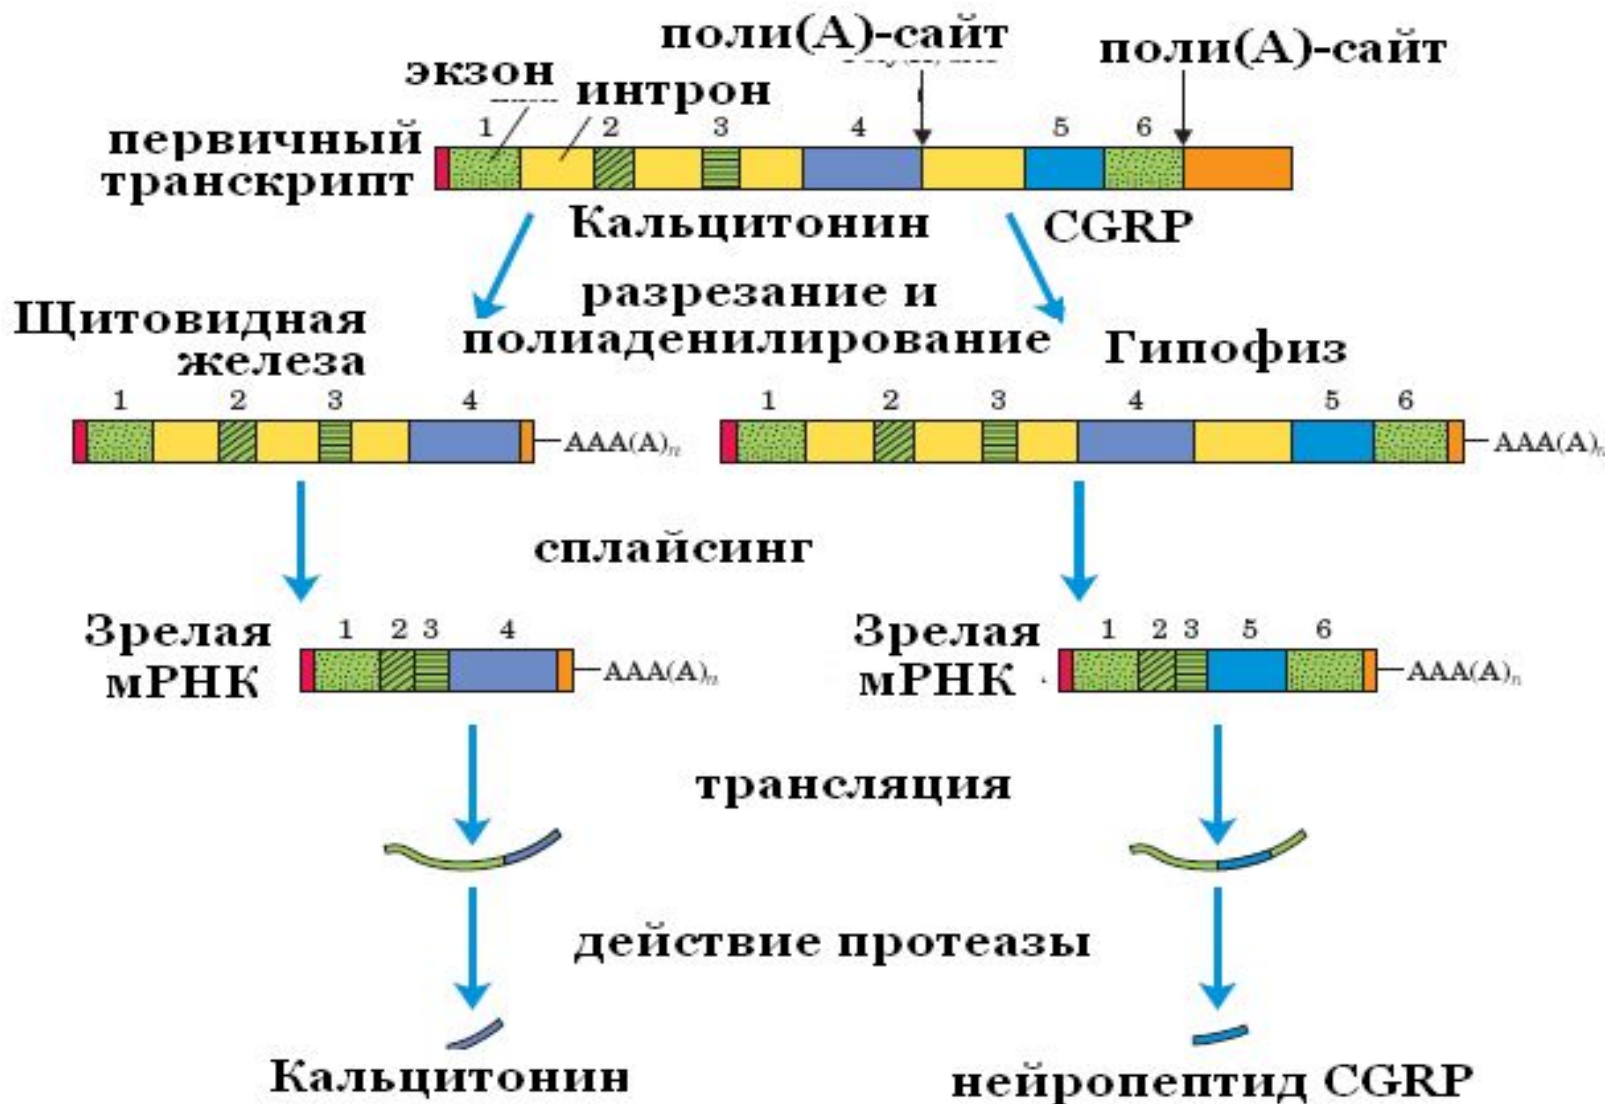 поли(А)-сайт
поли(А)-сайт
экзон
интрон
1 2 3 4 5 6
первичный
транскрипт
Кальцитонин
CGRP
разрезание и
полиаденилирование
Щитовидная
железа
Гипофиз
1 2 3 4
AAA(A)n
1 2 3 4 5 6
AAA(A)n
сплайсинг
Зрелая
мРНК
1 2 3 4
AAA(A)n
Зрелая
мРНК
1 2 3 5 6
AAA(A)n
трансляция
действие протеазы
Кальцитонин
нейропептид CGRP